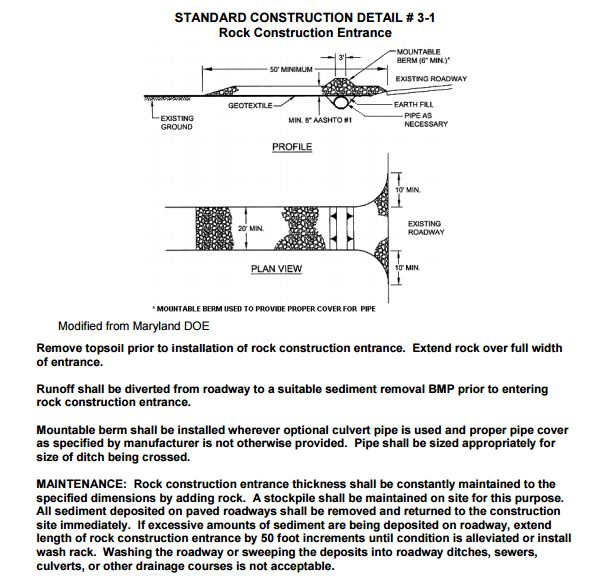 STANDARD CONSTRUCTION DETAIL # 3-1
Rock Construction Entrance
3'
MOUNTABLE
BERM (6" MIN.)*
50' MINIMUM
EXISTING ROADWAY
GEOTEXTILE
EARTH FILL
EXISTING
GROUND
MIN. 8" AASHTO #1
PIPE AS
NECESSARY
PROFILE
10' MIN.
20' MIN.
EXISTING
ROADWAY
PLAN VIEW
10' MIN.
* MOUNTABLE BERM USED TO PROVIDE PROPER COVER FOR PIPE
Modified from Maryland DOE
Remove topsoil prior to installation of rock construction entrance. Extend rock over full width
of entrance.
Runoff shall be diverted from roadway to a suitable sediment removal BMP prior to entering
rock construction entrance.
Mountable berm shall be installed wherever optional culvert pipe is used and proper pipe cover
as specified by manufacturer is not otherwise provided. Pipe shall be sized appropriately for
size of ditch being crossed.
MAINTENANCE: Rock construction entrance thickness shall be constantly maintained to the
specified dimensions by adding rock. A stockpile shall be maintained on site for this purpose.
All sediment deposited on paved roadways shall be removed and returned to the construction
site immediately. If excessive amounts of sediment are being deposited on roadway, extend
length of rock construction entrance by 50 foot increments until condition is alleviated or install
wash rack. Washing the roadway or sweeping the deposits into roadway ditches, sewers,
culverts, or other drainage courses is not acceptable.